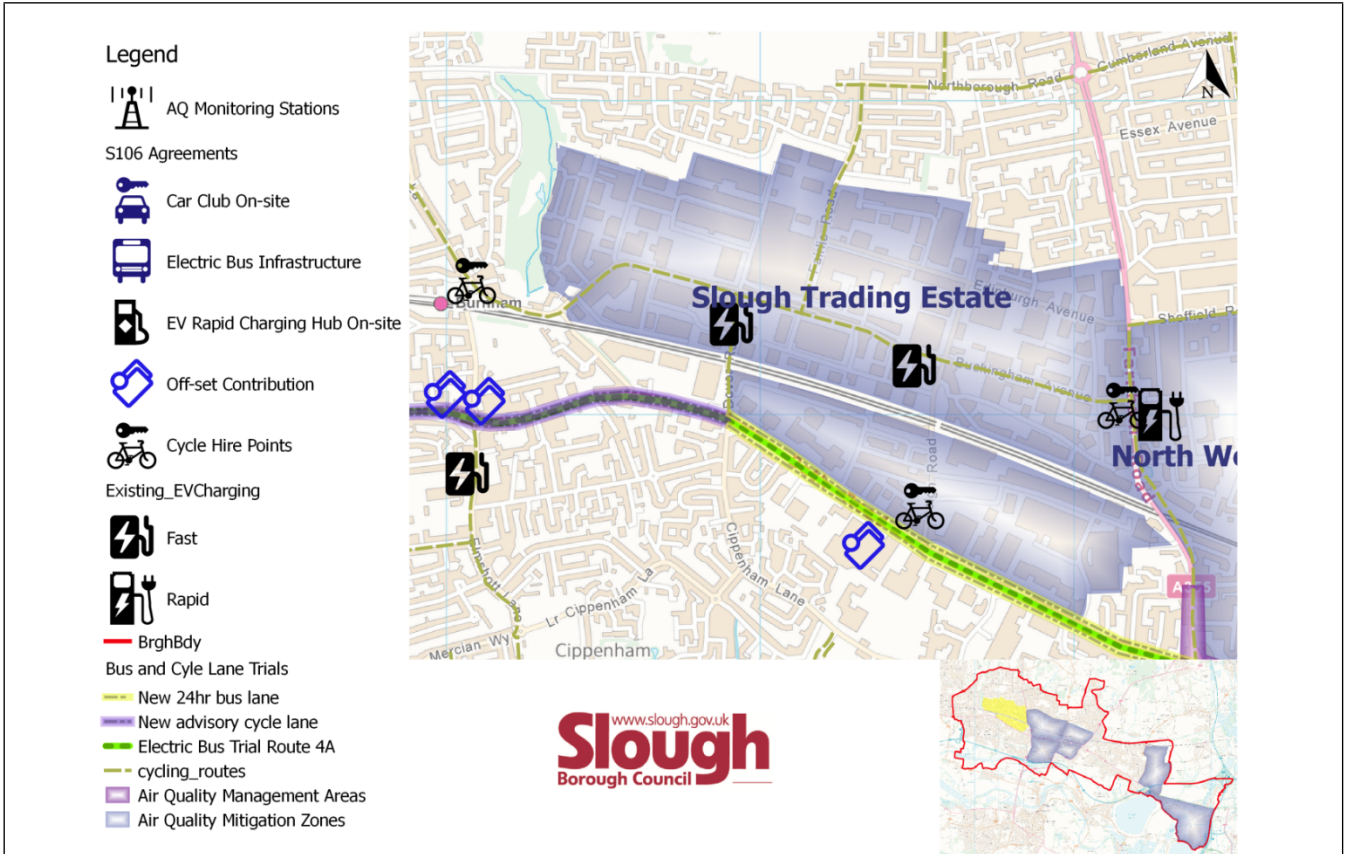 Legend
AQ Monitoring Stations
S106 Agreements
Car Club On-site
Electric Bus Infrastructure
EV Rapid Charging Hub On-site
Off-set Contribution
Cycle Hire Points
Existing_EVCharging
Fast
Rapid
BrghBdy
Bus and Cyle Lane Trials
New 24hr bus lane
New advisory cycle lane
Electric Bus Trial Route 4A
cycling_routes
Air Quality Management Areas
Air Quality Mitigation Zones
Northborough Road
Cumberland Avenue
N
Essex Avenue
Fairlie Road
Edinburgh Avenue
Burnham
Slough Trading Estate
Sheffield R
Buckingham Avenue
North We
Road
Road
Elmshott Lane
Cippenham Lane
Lr Cippenham La
Mercian Wy
Cippenham
www.slough.gov.uk
Slough
Borough Council